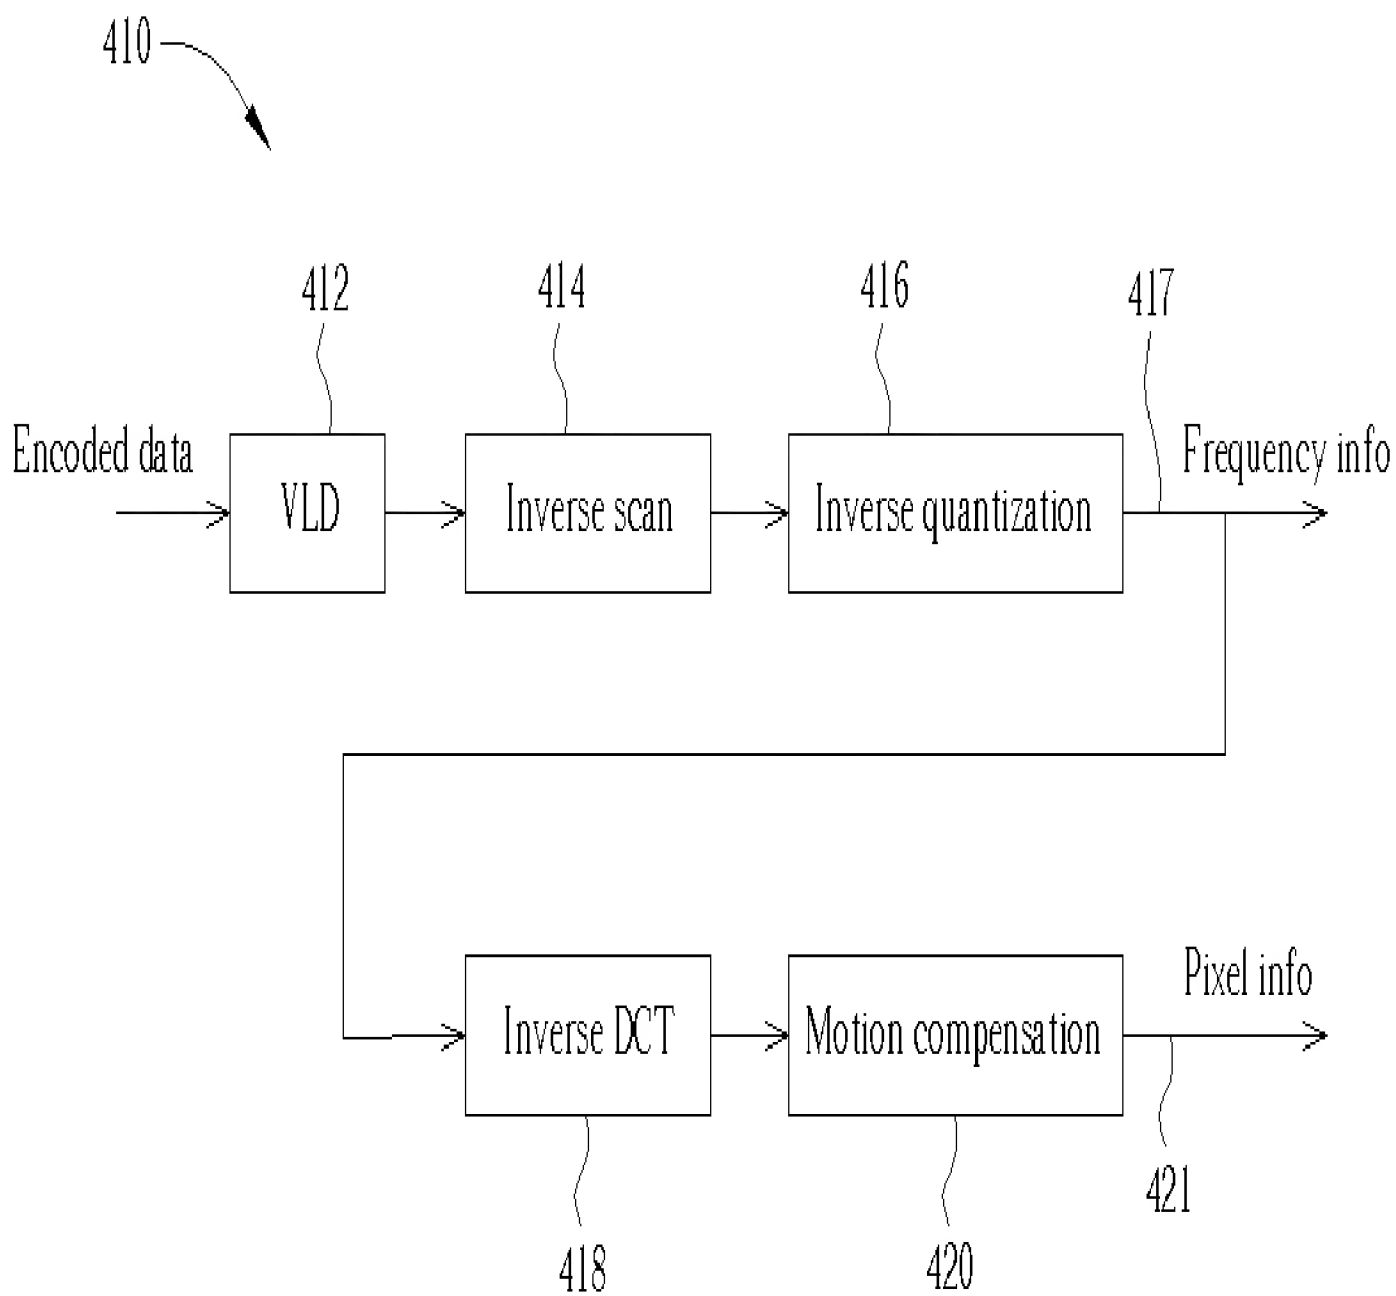 410
412
414
416
417
Encoded data
Frequency info
VLD
Inverse scan
Inverse quantization
Pixel info
Inverse DCT
Motion compensation
421
418
420